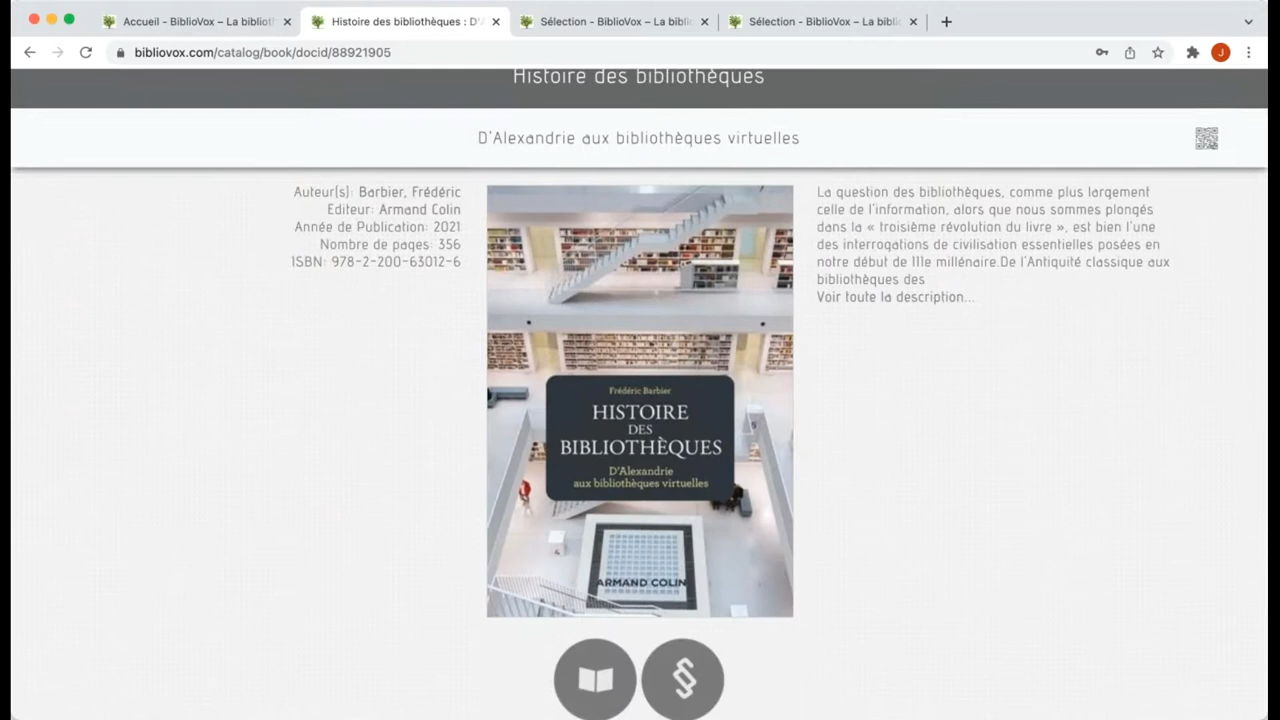 Accueil - BiblioVox – La biblioth
Histoire des bibliothèques : D'A
Sélection - BiblioVox – La biblio
Sélection - BiblioVox – La biblio
bibliovox.com/catalog/book/docid/88921905
J
Histoire des bibliothèques
D'Alexandrie aux bibliothèques virtuelles
Auteur(s): Barbier, Frédéric
Editeur: Armand Colin
Année de Publication: 2021
Nombre de pages: 356
ISBN: 978-2-200-63012-6
Frédéric Barbier
HISTOIRE
DES
BIBLIOTHÈQUES
D'Alexandrie
aux bibliothèques virtuelles
ARMAND COLIN
La question des bibliothèques, comme plus largement
celle de l'information, alors que nous sommes plongés
dans la « troisième révolution du livre », est bien l'une
des interrogations de civilisation essentielles posées en
notre début de IIIe millénaire.De l'Antiquité classique aux
bibliothèques des
Voir toute la description...
§